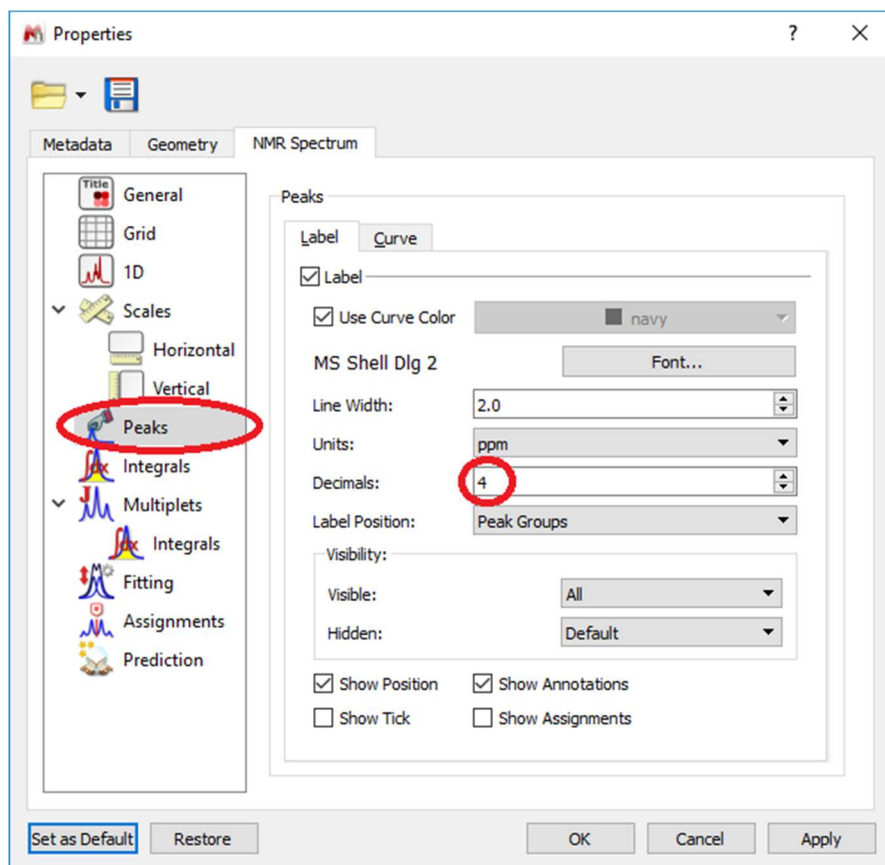 Properties
?
Metadata Geometry NMR Spectrum
Title
General
Grid
1D
Scales
Horizontal
Vertical
Peaks
Integrals
Multiplets
Integrals
Fitting
Assignments
Prediction
Peaks
Label Curve
Label
Use Curve Color navy
MS Shell Dlg 2 Font...
Line Width: 2.0
Units: ppm
Decimals: 4
Label Position: Peak Groups
Visibility:
Visible: All
Hidden: Default
Show Position Show Annotations
Show Tick Show Assignments
Set as Default Restore OK Cancel Apply